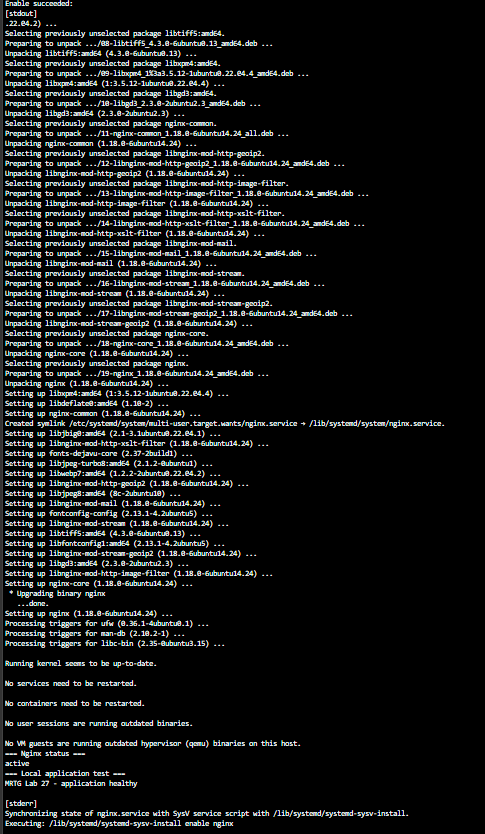 Enable succeeded:
[stdout]
.22.04.2) ...
Selecting previously unselected package libtiff5:amd64.
Preparing to unpack .../08-libtiff5_4.3.0-6ubuntu0.13_amd64.deb ...
Unpacking libtiff5:amd64 (4.3.0-6ubuntu0.13) ...
Selecting previously unselected package libxpm4:amd64.
Preparing to unpack .../09-libxpm4_1%3a3.5.12-1ubuntu0.22.04.4_amd64.deb ...
Unpacking libxpm4:amd64 (1:3.5.12-1ubuntu0.22.04.4) ...
Selecting previously unselected package libgd3:amd64.
Preparing to unpack .../10-libgd3_2.3.0-2ubuntu2.3_amd64.deb ...
Unpacking libgd3:amd64 (2.3.0-2ubuntu2.3) ...
Selecting previously unselected package nginx-common.
Preparing to unpack .../11-nginx-common_1.18.0-6ubuntu14.24_all.deb ...
Unpacking nginx-common (1.18.0-6ubuntu14.24) ...
Selecting previously unselected package libnginx-mod-http-geoip2.
Preparing to unpack .../12-libnginx-mod-http-geoip2_1.18.0-6ubuntu14.24_amd64.deb ...
Unpacking libnginx-mod-http-geoip2 (1.18.0-6ubuntu14.24) ...
Selecting previously unselected package libnginx-mod-http-image-filter.
Preparing to unpack .../13-libnginx-mod-http-image-filter_1.18.0-6ubuntu14.24_amd64.deb ...
Unpacking libnginx-mod-http-image-filter (1.18.0-6ubuntu14.24) ...
Selecting previously unselected package libnginx-mod-http-xslt-filter.
Preparing to unpack .../14-libnginx-mod-http-xslt-filter_1.18.0-6ubuntu14.24_amd64.deb ...
Unpacking libnginx-mod-http-xslt-filter (1.18.0-6ubuntu14.24) ...
Selecting previously unselected package libnginx-mod-mail.
Preparing to unpack .../15-libnginx-mod-mail_1.18.0-6ubuntu14.24_amd64.deb ...
Unpacking libnginx-mod-mail (1.18.0-6ubuntu14.24) ...
Selecting previously unselected package libnginx-mod-stream.
Preparing to unpack .../16-libnginx-mod-stream_1.18.0-6ubuntu14.24_amd64.deb ...
Unpacking libnginx-mod-stream (1.18.0-6ubuntu14.24) ...
Selecting previously unselected package libnginx-mod-stream-geoip2.
Preparing to unpack .../17-libnginx-mod-stream-geoip2_1.18.0-6ubuntu14.24_amd64.deb ...
Unpacking libnginx-mod-stream-geoip2 (1.18.0-6ubuntu14.24) ...
Selecting previously unselected package nginx-core.
Preparing to unpack .../18-nginx-core_1.18.0-6ubuntu14.24_amd64.deb ...
Unpacking nginx-core (1.18.0-6ubuntu14.24) ...
Selecting previously unselected package nginx.
Preparing to unpack .../19-nginx_1.18.0-6ubuntu14.24_amd64.deb ...
Unpacking nginx (1.18.0-6ubuntu14.24) ...
Setting up libxpm4:amd64 (1:3.5.12-1ubuntu0.22.04.4) ...
Setting up libdeflate0:amd64 (1.10-2) ...
Setting up nginx-common (1.18.0-6ubuntu14.24) ...
Created symlink /etc/systemd/system/multi-user.target.wants/nginx.service → /lib/systemd/system/nginx.service.
Setting up libjbig0:amd64 (2.1-3.1ubuntu0.22.04.1) ...
Setting up libnginx-mod-http-xslt-filter (1.18.0-6ubuntu14.24) ...
Setting up fonts-dejavu-core (2.37-2build1) ...
Setting up libjpeg-turbo8:amd64 (2.1.2-0ubuntu1) ...
Setting up libwebp7:amd64 (1.2.2-2ubuntu0.22.04.2) ...
Setting up libnginx-mod-http-geoip2 (1.18.0-6ubuntu14.24) ...
Setting up libjpeg8:amd64 (8c-2ubuntu10) ...
Setting up libnginx-mod-mail (1.18.0-6ubuntu14.24) ...
Setting up fontconfig-config (2.13.1-4.2ubuntu5) ...
Setting up libnginx-mod-stream (1.18.0-6ubuntu14.24) ...
Setting up libtiff5:amd64 (4.3.0-6ubuntu0.13) ...
Setting up libfontconfig1:amd64 (2.13.1-4.2ubuntu5) ...
Setting up libnginx-mod-stream-geoip2 (1.18.0-6ubuntu14.24) ...
Setting up libgd3:amd64 (2.3.0-2ubuntu2.3) ...
Setting up libnginx-mod-http-image-filter (1.18.0-6ubuntu14.24) ...
Setting up nginx-core (1.18.0-6ubuntu14.24) ...
* Upgrading binary nginx
...done.
Setting up nginx (1.18.0-6ubuntu14.24) ...
Processing triggers for ufw (0.36.1-4ubuntu0.1) ...
Processing triggers for man-db (2.10.2-1) ...
Processing triggers for libc-bin (2.35-0ubuntu3.15) ...
Running kernel seems to be up-to-date.
No services need to be restarted.
No containers need to be restarted.
No user sessions are running outdated binaries.
No VM guests are running outdated hypervisor (qemu) binaries on this host.
=== Nginx status ===
active
=== Local application test ===
MRTG Lab 27 - application healthy
[stderr]
Synchronizing state of nginx.service with SysV service script with /lib/systemd/systemd-sysv-install.
Executing: /lib/systemd/systemd-sysv-install enable nginx